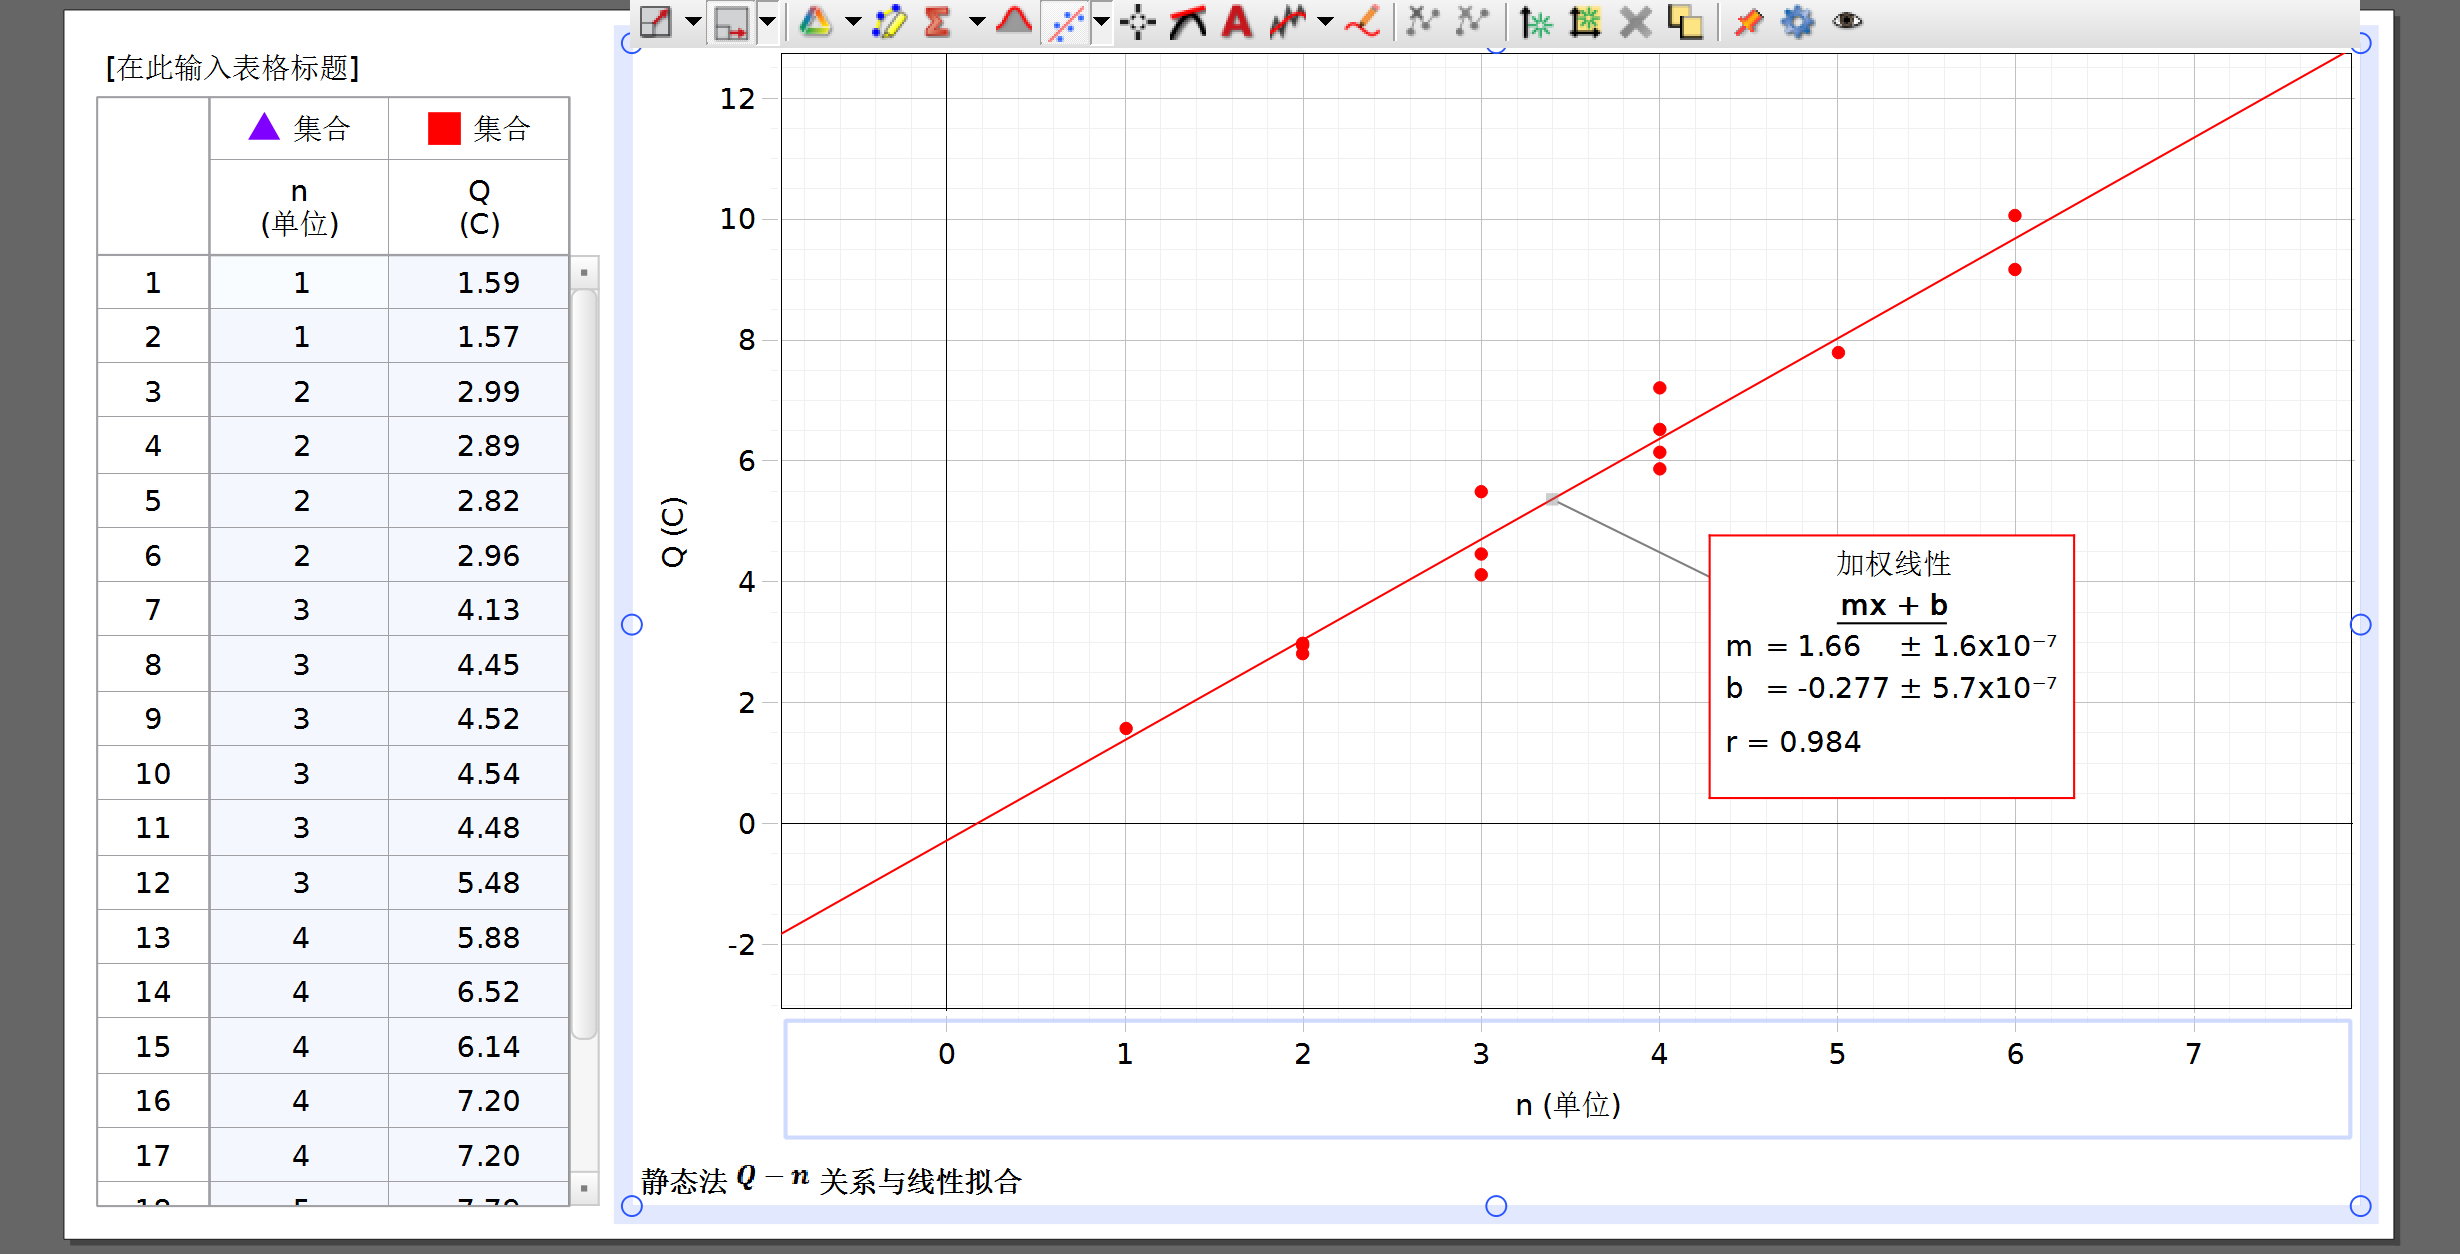 [在此输入表格标题]
集合 集合
n Q
(单位) (C)
1 1 1.59
2 1 1.57
3 2 2.99
4 2 2.89
5 2 2.82
6 2 2.96
7 3 4.13
8 3 4.45
9 3 4.52
10 3 4.54
11 3 4.48
12 3 5.48
13 4 5.88
14 4 6.52
15 4 6.14
16 4 7.20
17 4 7.20
18 5 7.79
12
10
8
6
4
2
0
-2
Q (C)
加权线性
mx + b
m = 1.66 ± 1.6x10⁻⁷
b = -0.277 ± 5.7x10⁻⁷
r = 0.984
0 1 2 3 4 5 6 7
n (单位)
静态法 Q − n 关系与线性拟合